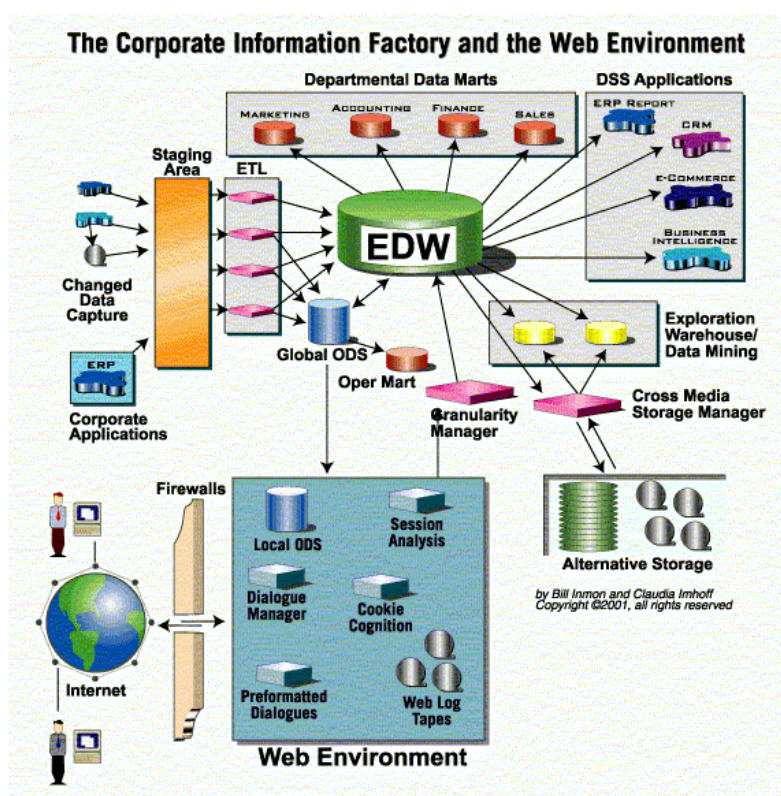 The Corporate Information Factory and the Web Environment
Departmental Data Marts
DSS Applications
MARKETING
ACCOUNTING
FINANCE
SALES
ERP REPORT
CRM
e-COMMERCE
BUSINESS
INTELLIGENCE
Staging
Area
ETL
EDW
Changed
Data
Capture
Global ODS
Oper Mart
Exploration
Warehouse/
Data Mining
ERP
Corporate
Applications
Granularity
Manager
Cross Media
Storage Manager
Firewalls
Local ODS
Session
Analysis
Alternative Storage
Dialogue
Manager
Cookie
Cognition
by Bill Inmon and Claudia Imhoff
Copyright ©2001, all rights reserved
Internet
Preformatted
Dialogues
Web Log
Tapes
Web Environment